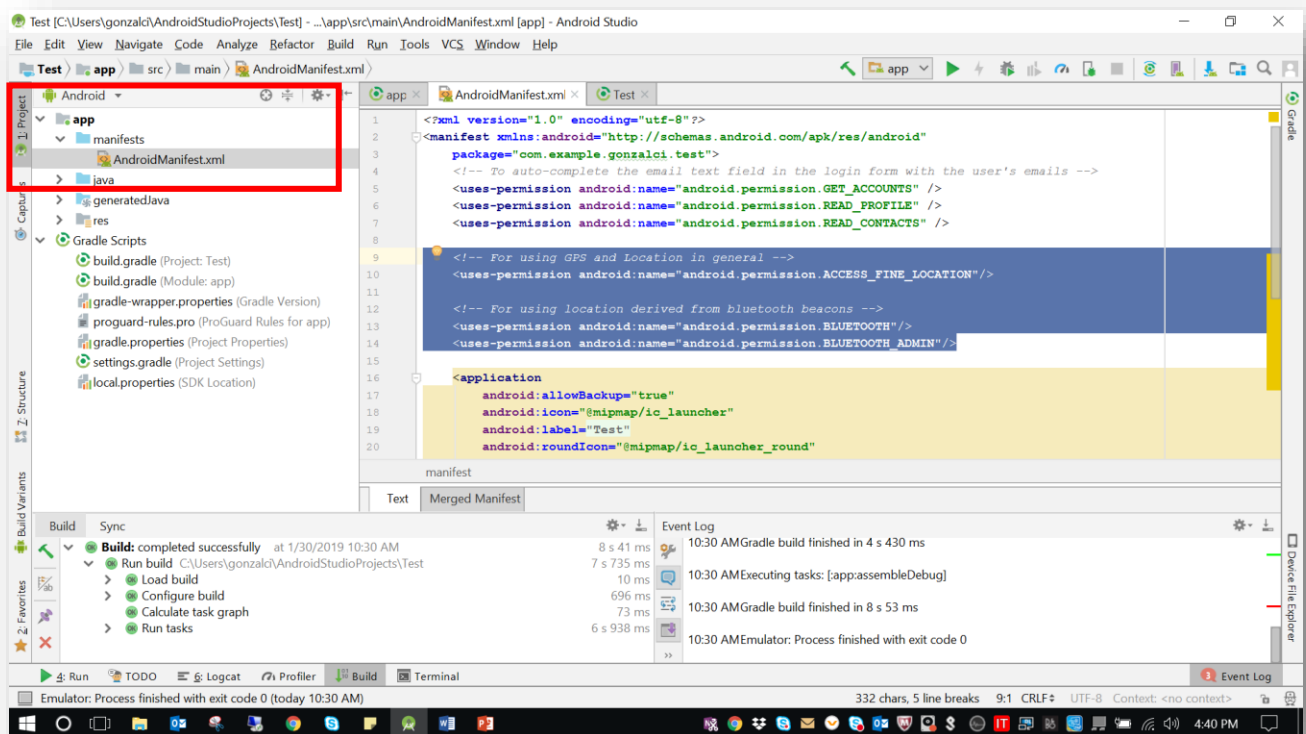 Test [C:\Users\gonzalci\AndroidStudioProjects\Test] - ...\app\src\main\AndroidManifest.xml [app] - Android Studio
File Edit View Navigate Code Analyze Refactor Build Run Tools VCS Window Help
Test app src main AndroidManifest.xml
app
1: Project
Captures
Z: Structure
Build Variants
2: Favorites
Android
app
manifests
AndroidManifest.xml
java
generatedJava
res
Gradle Scripts
build.gradle (Project: Test)
build.gradle (Module: app)
gradle-wrapper.properties (Gradle Version)
proguard-rules.pro (ProGuard Rules for app)
gradle.properties (Project Properties)
settings.gradle (Project Settings)
local.properties (SDK Location)
app AndroidManifest.xml Test
1 <?xml version="1.0" encoding="utf-8"?>
2 <manifest xmlns:android="http://schemas.android.com/apk/res/android"
3 package="com.example.gonzalci.test">
4 <!-- To auto-complete the email text field in the login form with the user's emails -->
5 <uses-permission android:name="android.permission.GET_ACCOUNTS" />
6 <uses-permission android:name="android.permission.READ_PROFILE" />
7 <uses-permission android:name="android.permission.READ_CONTACTS" />
8
9 <!-- For using GPS and Location in general -->
10 <uses-permission android:name="android.permission.ACCESS_FINE_LOCATION"/>
11
12 <!-- For using location derived from bluetooth beacons -->
13 <uses-permission android:name="android.permission.BLUETOOTH"/>
14 <uses-permission android:name="android.permission.BLUETOOTH_ADMIN"/>
15
16 <application
17 android:allowBackup="true"
18 android:icon="@mipmap/ic_launcher"
19 android:label="Test"
20 android:roundIcon="@mipmap/ic_launcher_round"
manifest
Text Merged Manifest
Gradle
Device File Explorer
Build Sync
Build: completed successfully at 1/30/2019 10:30 AM 8 s 41 ms
Run build C:\Users\gonzalci\AndroidStudioProjects\Test 7 s 735 ms
Load build 10 ms
Configure build 696 ms
Calculate task graph 73 ms
Run tasks 6 s 938 ms
Event Log
10:30 AMGradle build finished in 4 s 430 ms
10:30 AMExecuting tasks: [:app:assembleDebug]
10:30 AMGradle build finished in 8 s 53 ms
10:30 AMEmulator: Process finished with exit code 0
4: Run TODO 6: Logcat Profiler Build Terminal 1 Event Log
Emulator: Process finished with exit code 0 (today 10:30 AM) 332 chars, 5 line breaks 9:1 CRLF UTF-8 Context: <no context>
4:40 PM